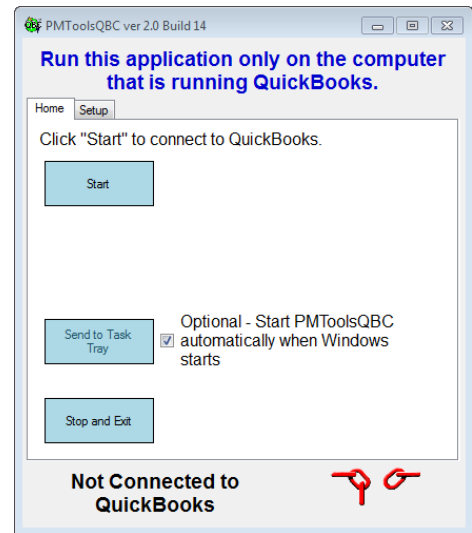 QBC PMToolsQBC ver 2.0 Build 14
Run this application only on the computer
that is running QuickBooks.
Home Setup
Click "Start" to connect to QuickBooks.
Start
Send to Task
Tray
Optional - Start PMToolsQBC
automatically when Windows
starts
Stop and Exit
Not Connected to
QuickBooks